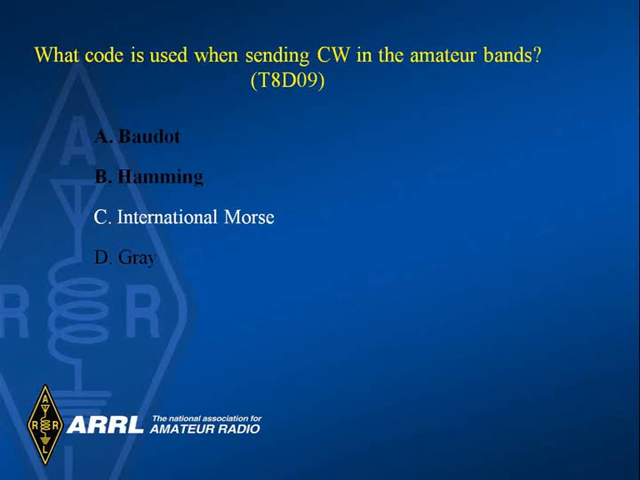 What code is used when sending CW in the amateur bands?
(T8D09)
A. Baudot
B. Hamming
C. International Morse
D. Gray
A
R R
L
A
R R
L
ARRL The national association for
AMATEUR RADIO